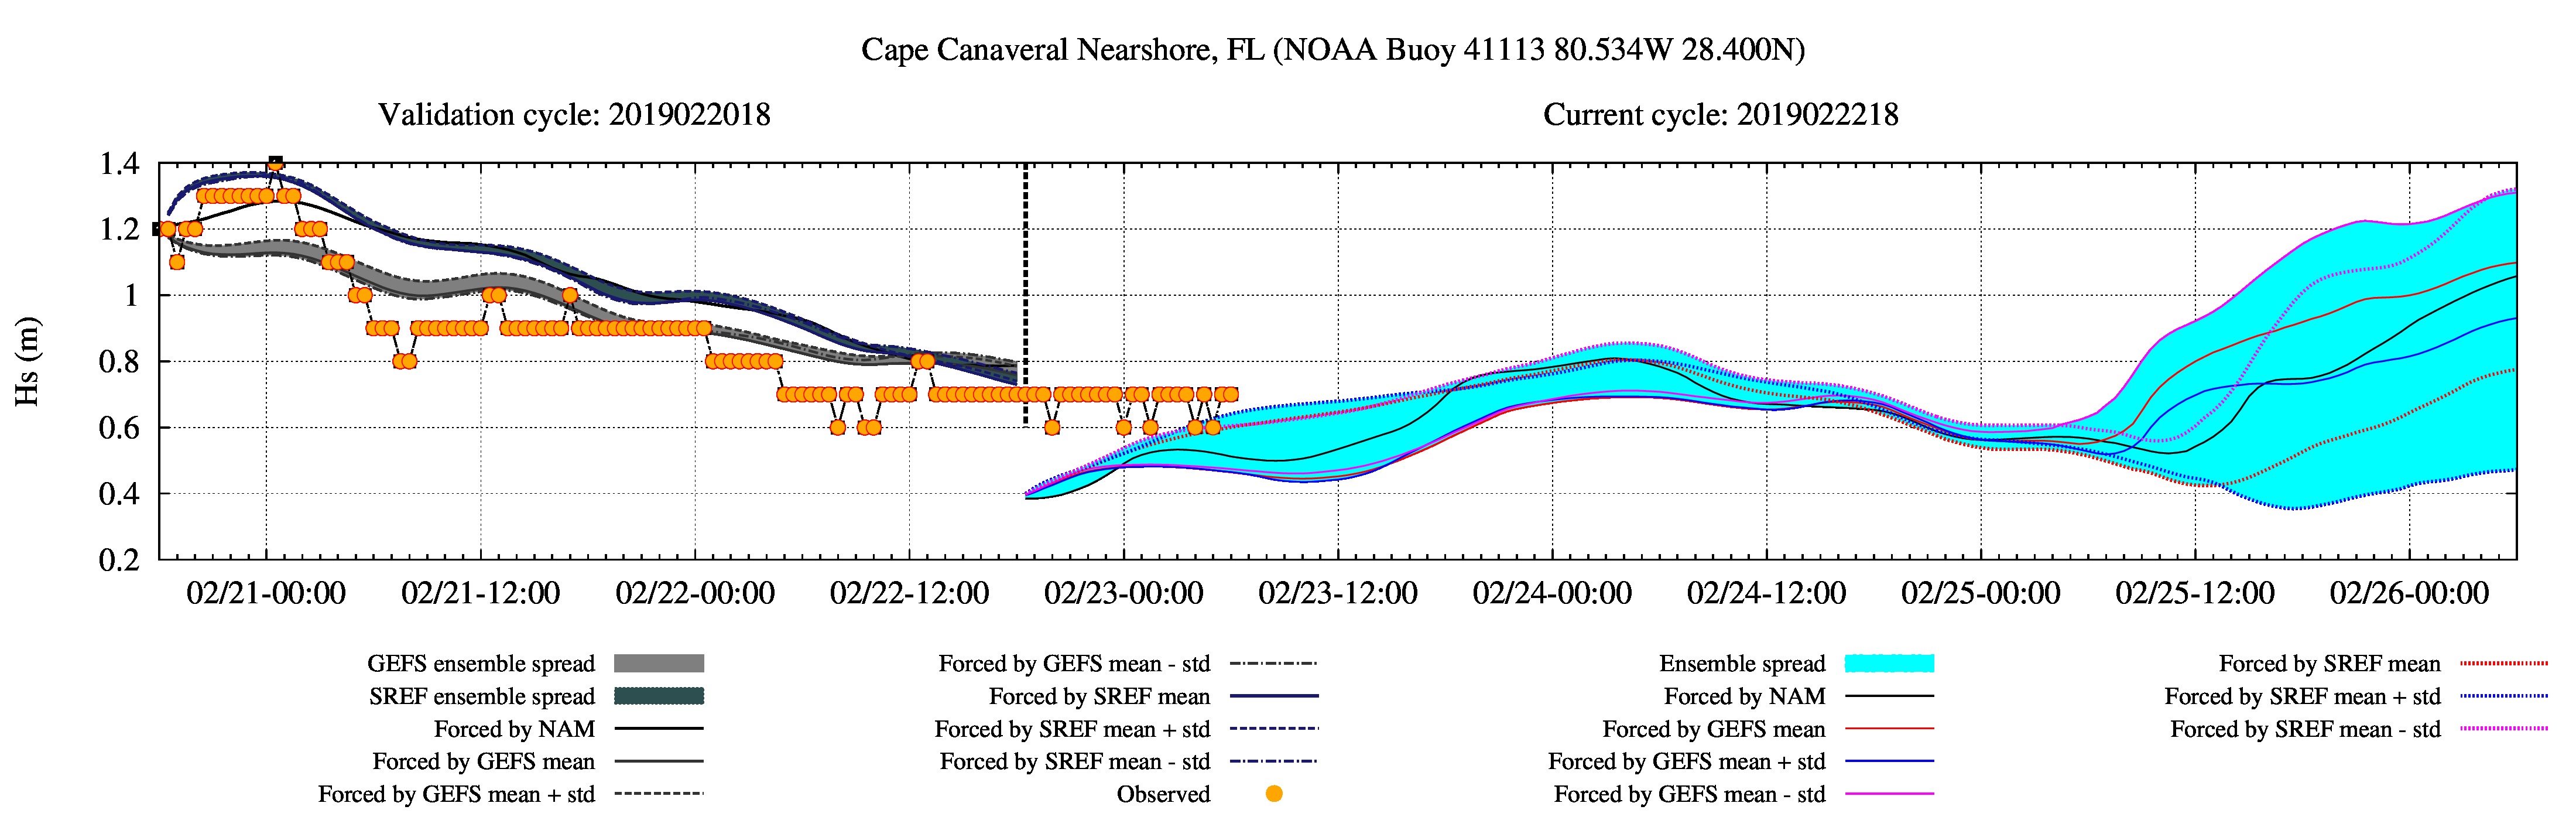 Cape Canaveral Nearshore, FL (NOAA Buoy 41113 80.534W 28.400N)
Validation cycle: 2019022018
Current cycle: 2019022218
Hs (m)
1.4
1.2
1
0.8
0.6
0.4
0.2
02/21-00:00 02/21-12:00 02/22-00:00 02/22-12:00 02/23-00:00 02/23-12:00 02/24-00:00 02/24-12:00 02/25-00:00 02/25-12:00 02/26-00:00
GEFS ensemble spread
SREF ensemble spread
Forced by NAM
Forced by GEFS mean
Forced by GEFS mean + std
Forced by GEFS mean - std
Forced by SREF mean
Forced by SREF mean + std
Forced by SREF mean - std
Observed
Ensemble spread
Forced by NAM
Forced by GEFS mean
Forced by GEFS mean + std
Forced by GEFS mean - std
Forced by SREF mean
Forced by SREF mean + std
Forced by SREF mean - std